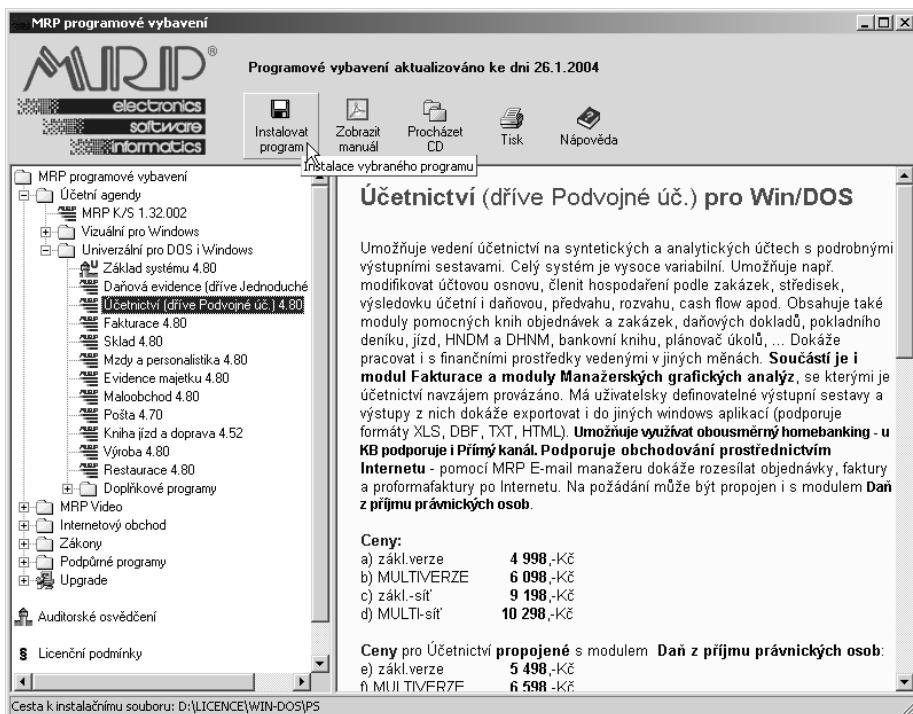 MRP programové vybavení
MRP®
electronics
software
informatics
Programové vybavení aktualizováno ke dni 26.1.2004
Instalovat program
Zobrazit manuál
Procházet CD
Tisk
Nápověda
Instalace vybraného programu
MRP programové vybavení
Účetní agendy
MRP K/S 1.32.002
Vizuální pro Windows
Univerzální pro DOS i Windows
Základ systému 4.80
Daňová evidence (dříve Jednoduché
Účetnictví (dříve Podvojné úč.) 4.80
Fakturace 4.80
Sklad 4.80
Mzdy a personalistika 4.80
Evidence majetku 4.80
Maloobchod 4.80
Pošta 4.70
Kniha jízd a doprava 4.52
Výroba 4.80
Restaurace 4.80
Doplňkové programy
MRP Video
Internetový obchod
Zákony
Podpůrné programy
Upgrade
Auditorské osvědčení
§ Licenční podmínky
Účetnictví (dříve Podvojné úč.) pro Win/DOS
Umožňuje vedení účetnictví na syntetických a analytických účtech s podrobnými
výstupními sestavami. Celý systém je vysoce variabilní. Umožňuje např.
modifikovat účtovou osnovu, členit hospodaření podle zakázek, středisek,
výsledovku účetní i daňovou, předvahu, rozvahu, cash flow apod. Obsahuje také
moduly pomocných knih objednávek a zakázek, daňových dokladů, pokladního
deníku, jízd, HNDM a DHNM, bankovní knihu, plánovač úkolů, ... Dokáže
pracovat i s finančními prostředky vedenými v jiných měnách. Součástí je i
modul Fakturace a moduly Manažerských grafických analýz, se kterými je
účetnictví navzájem provázáno. Má uživatelsky definovatelné výstupní sestavy a
výstupy z nich dokáže exportovat i do jiných windows aplikací (podporuje
formáty XLS, DBF, TXT, HTML). Umožňuje využívat obousměrný homebanking - u
KB podporuje i Přímý kanál. Podporuje obchodování prostřednictvím
Internetu - pomocí MRP E-mail manažeru dokáže rozesílat objednávky, faktury
a proformafaktury po Internetu. Na požádání může být propojen i s modulem Daň
z příjmu právnických osob.
Ceny:
a) zákl.verze 4 998,-Kč
b) MULTIVERZE 6 098,-Kč
c) zákl.-síť 9 198,-Kč
d) MULTI-síť 10 298,-Kč
Ceny pro Účetnictví propojené s modulem Daň z příjmu právnických osob:
e) zákl.verze 5 498,-Kč
f) MULTIVERZE 6 598,-Kč
Cesta k instalačnímu souboru: D:\LICENCE\WIN-DOS\PS